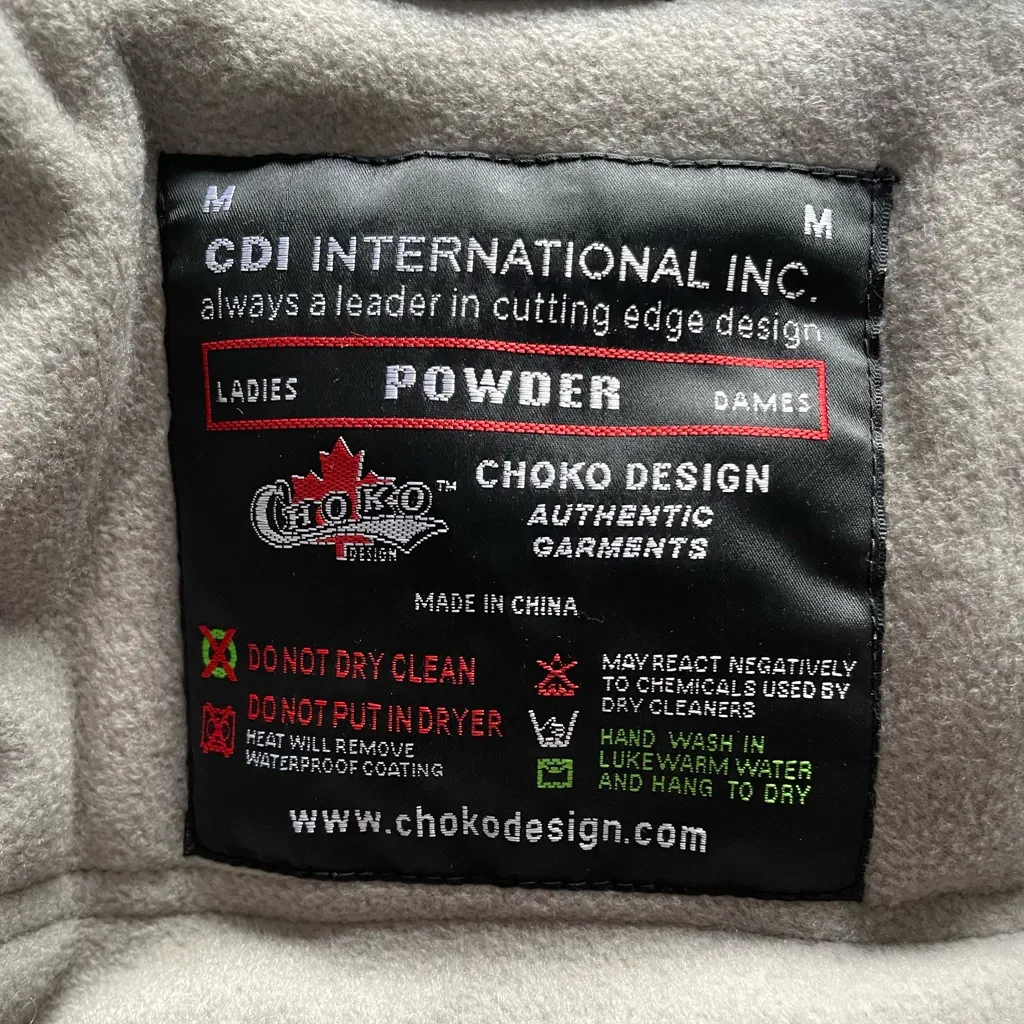 M
M
CDI INTERNATIONAL INC.
always a leader in cutting edge design
LADIES POWDER DAMES
CHOKO™
DESIGN
CHOKO DESIGN
AUTHENTIC
GARMENTS
MADE IN CHINA
DO NOT DRY CLEAN
DO NOT PUT IN DRYER
HEAT WILL REMOVE
WATERPROOF COATING
MAY REACT NEGATIVELY
TO CHEMICALS USED BY
DRY CLEANERS
HAND WASH IN
LUKEWARM WATER
AND HANG TO DRY
www.chokodesign.com